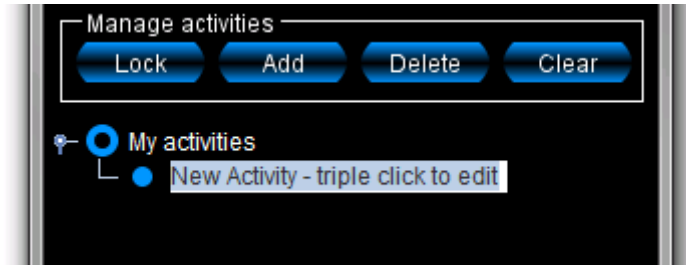 Manage activities
Lock Add Delete Clear
My activities
New Activity - triple click to edit